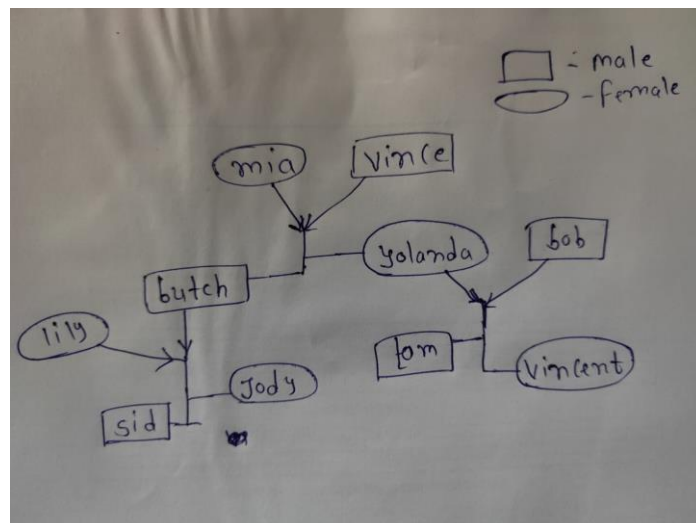 = male
- female
mia
vince
yolanda
bob
butch
lily
tom
vincent
Jody
sid